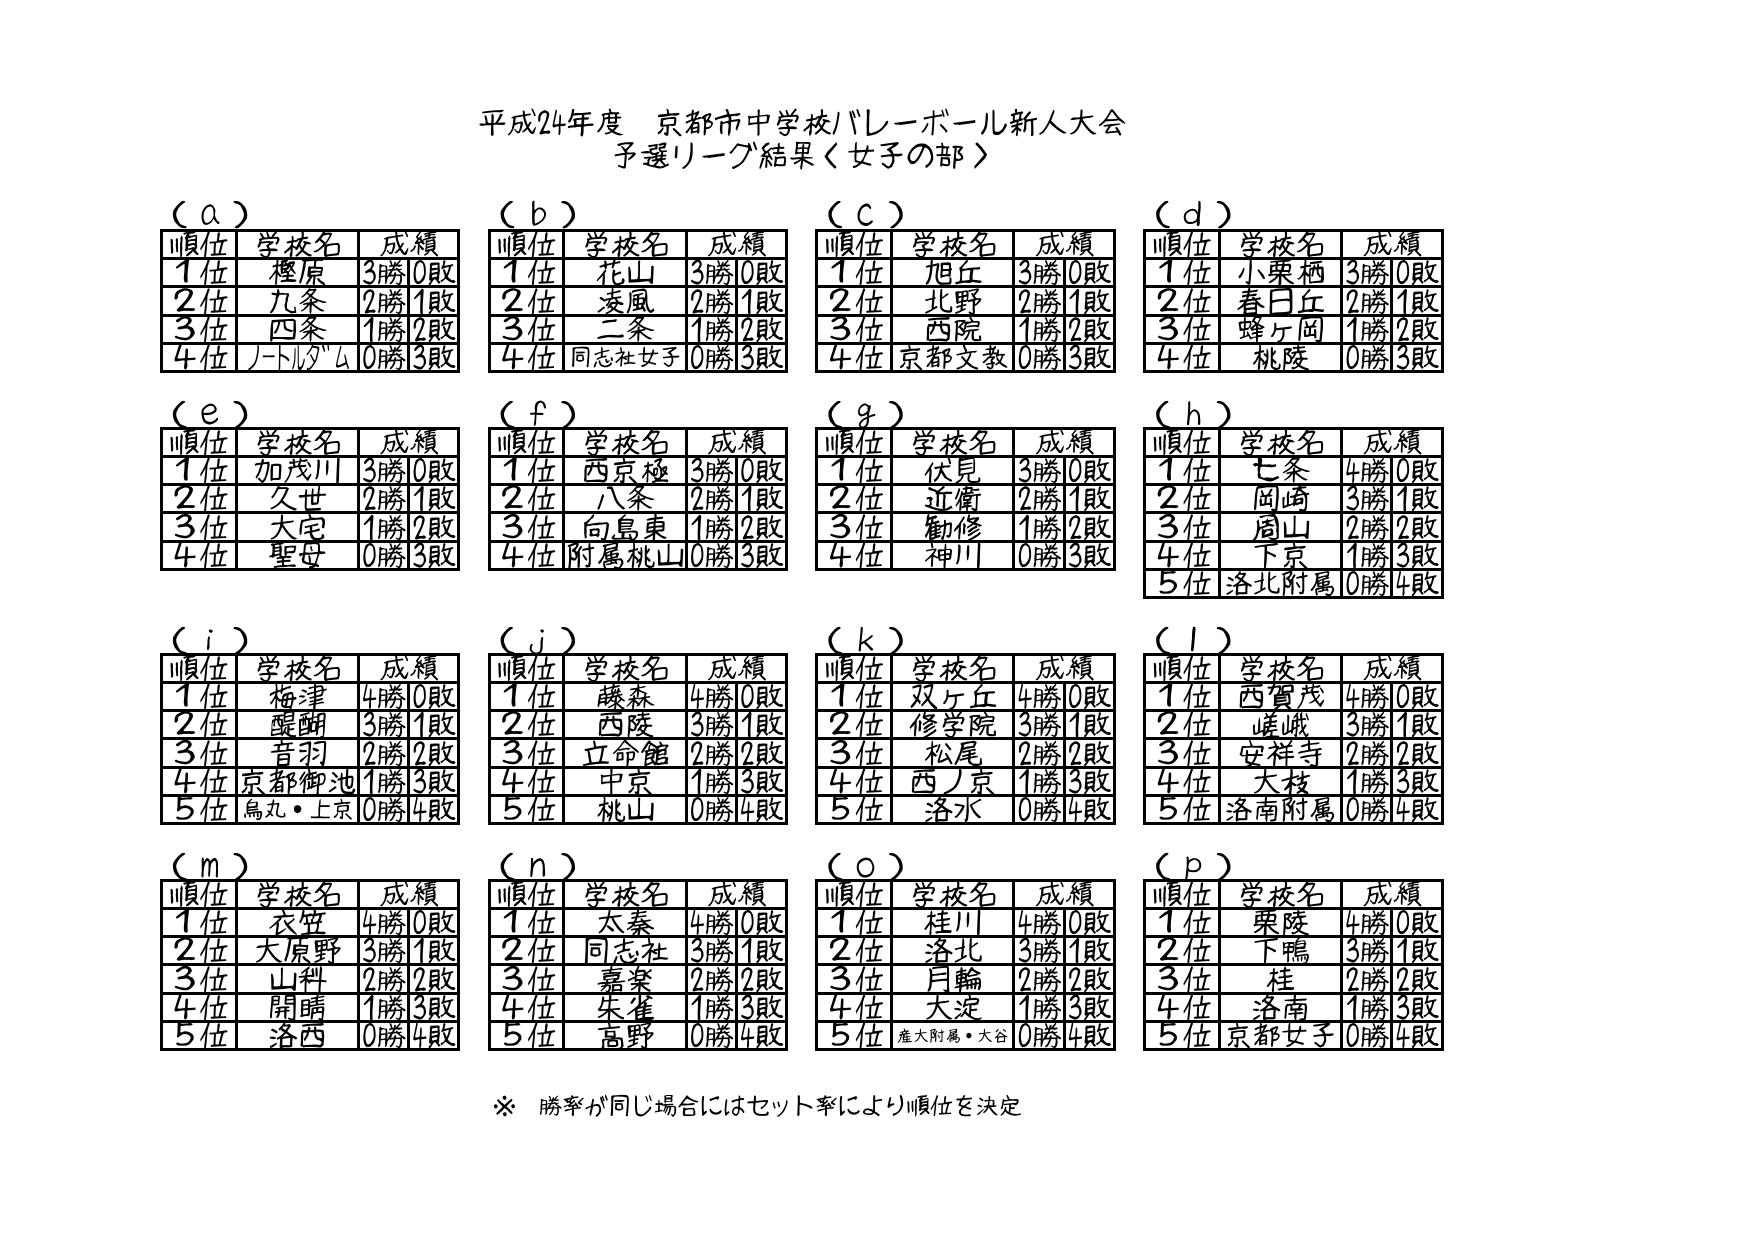 平成24年度　京都市中学校バレーボール新人大会
予選リーグ結果〈女子の部〉
(a)
順位 学校名 成績
1位 樫原 3勝 0敗
2位 九条 2勝 1敗
3位 四条 1勝 2敗
4位 ノートルダム 0勝 3敗
(b)
順位 学校名 成績
1位 花山 3勝 0敗
2位 凌風 2勝 1敗
3位 二条 1勝 2敗
4位 同志社女子 0勝 3敗
(c)
順位 学校名 成績
1位 旭丘 3勝 0敗
2位 北野 2勝 1敗
3位 西院 1勝 2敗
4位 京都文教 0勝 3敗
(d)
順位 学校名 成績
1位 小栗栖 3勝 0敗
2位 春日丘 2勝 1敗
3位 蜂ヶ岡 1勝 2敗
4位 桃陵 0勝 3敗
(e)
順位 学校名 成績
1位 加茂川 3勝 0敗
2位 久世 2勝 1敗
3位 大宅 1勝 2敗
4位 聖母 0勝 3敗
(f)
順位 学校名 成績
1位 西京極 3勝 0敗
2位 八条 2勝 1敗
3位 向島東 1勝 2敗
4位 附属桃山 0勝 3敗
(g)
順位 学校名 成績
1位 伏見 3勝 0敗
2位 近衛 2勝 1敗
3位 勧修 1勝 2敗
4位 神川 0勝 3敗
(h)
順位 学校名 成績
1位 七条 4勝 0敗
2位 岡崎 3勝 1敗
3位 周山 2勝 2敗
4位 下京 1勝 3敗
5位 洛北附属 0勝 4敗
(i)
順位 学校名 成績
1位 梅津 4勝 0敗
2位 醍醐 3勝 1敗
3位 音羽 2勝 2敗
4位 京都御池 1勝 3敗
5位 烏丸・上京 0勝 4敗
(j)
順位 学校名 成績
1位 藤森 4勝 0敗
2位 西陵 3勝 1敗
3位 立命館 2勝 2敗
4位 中京 1勝 3敗
5位 桃山 0勝 4敗
(k)
順位 学校名 成績
1位 双ヶ丘 4勝 0敗
2位 修学院 3勝 1敗
3位 松尾 2勝 2敗
4位 西ノ京 1勝 3敗
5位 洛水 0勝 4敗
(l)
順位 学校名 成績
1位 西賀茂 4勝 0敗
2位 嵯峨 3勝 1敗
3位 安祥寺 2勝 2敗
4位 大枝 1勝 3敗
5位 洛南附属 0勝 4敗
(m)
順位 学校名 成績
1位 衣笠 4勝 0敗
2位 大原野 3勝 1敗
3位 山科 2勝 2敗
4位 開睛 1勝 3敗
5位 洛西 0勝 4敗
(n)
順位 学校名 成績
1位 太秦 4勝 0敗
2位 同志社 3勝 1敗
3位 嘉楽 2勝 2敗
4位 朱雀 1勝 3敗
5位 高野 0勝 4敗
(o)
順位 学校名 成績
1位 桂川 4勝 0敗
2位 洛北 3勝 1敗
3位 月輪 2勝 2敗
4位 大淀 1勝 3敗
5位 産大附属・大谷 0勝 4敗
(p)
順位 学校名 成績
1位 栗陵 4勝 0敗
2位 下鴨 3勝 1敗
3位 桂 2勝 2敗
4位 洛南 1勝 3敗
5位 京都女子 0勝 4敗
※　勝率が同じ場合にはセット率により順位を決定